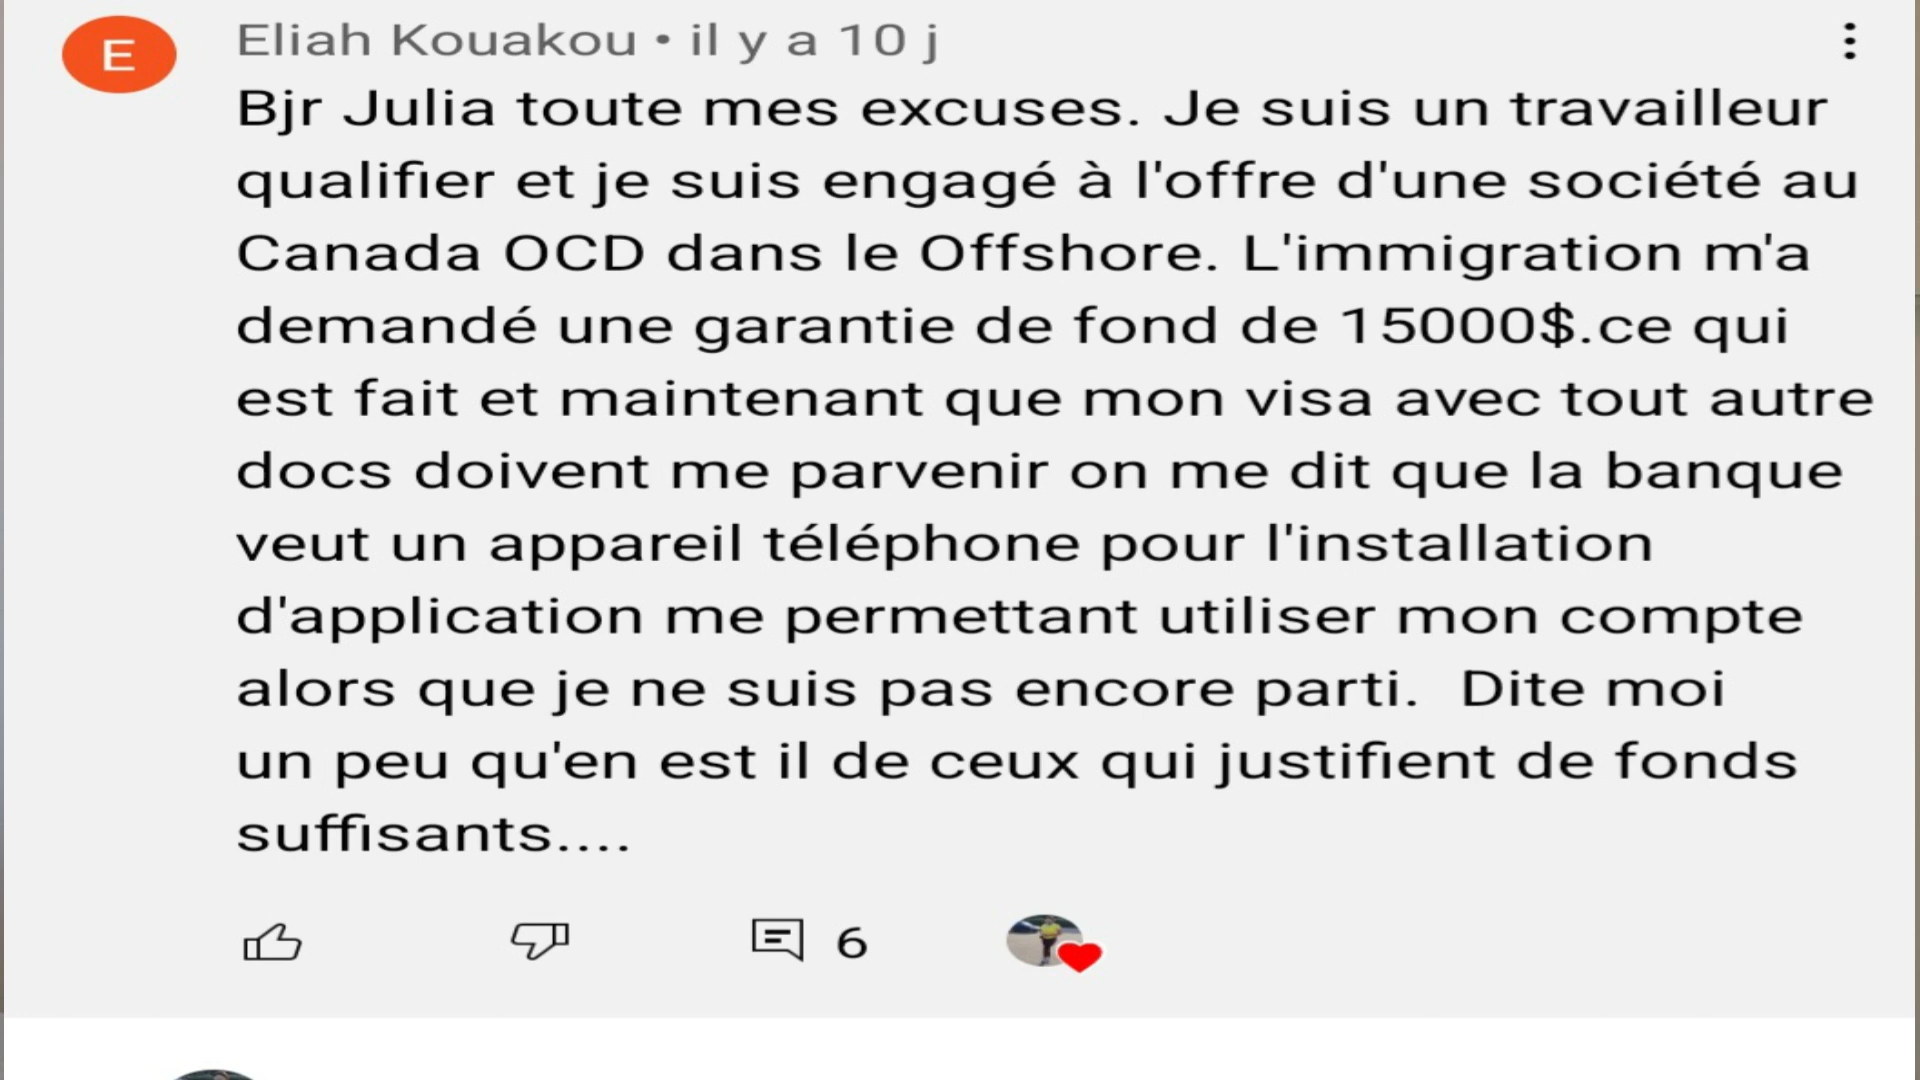 E
Eliah Kouakou • il y a 10 j
Bjr Julia toute mes excuses. Je suis un travailleur
qualifier et je suis engagé à l'offre d'une société au
Canada OCD dans le Offshore. L'immigration m'a
demandé une garantie de fond de 15000$.ce qui
est fait et maintenant que mon visa avec tout autre
docs doivent me parvenir on me dit que la banque
veut un appareil téléphone pour l'installation
d'application me permettant utiliser mon compte
alors que je ne suis pas encore parti.  Dite moi
un peu qu'en est il de ceux qui justifient de fonds
suffisants....
6